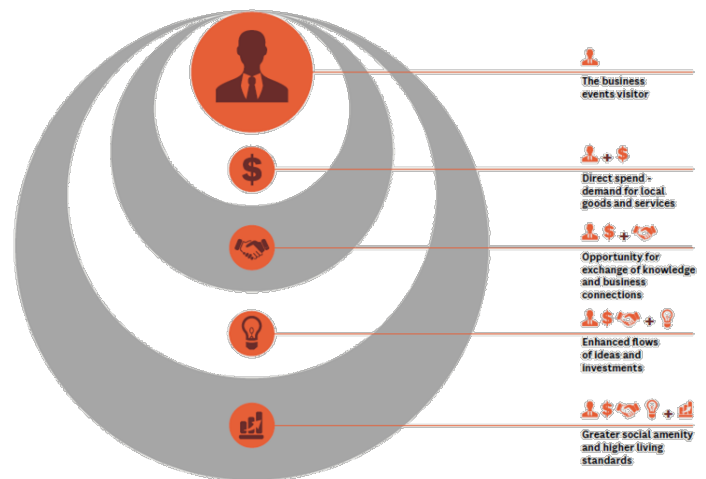 The business
events visitor
+ $
Direct spend -
demand for local
goods and services
$ +
Opportunity for
exchange of knowledge
and business
connections
$ +
Enhanced flows
of ideas and
investments
$ +
Greater social amenity
and higher living
standards
$